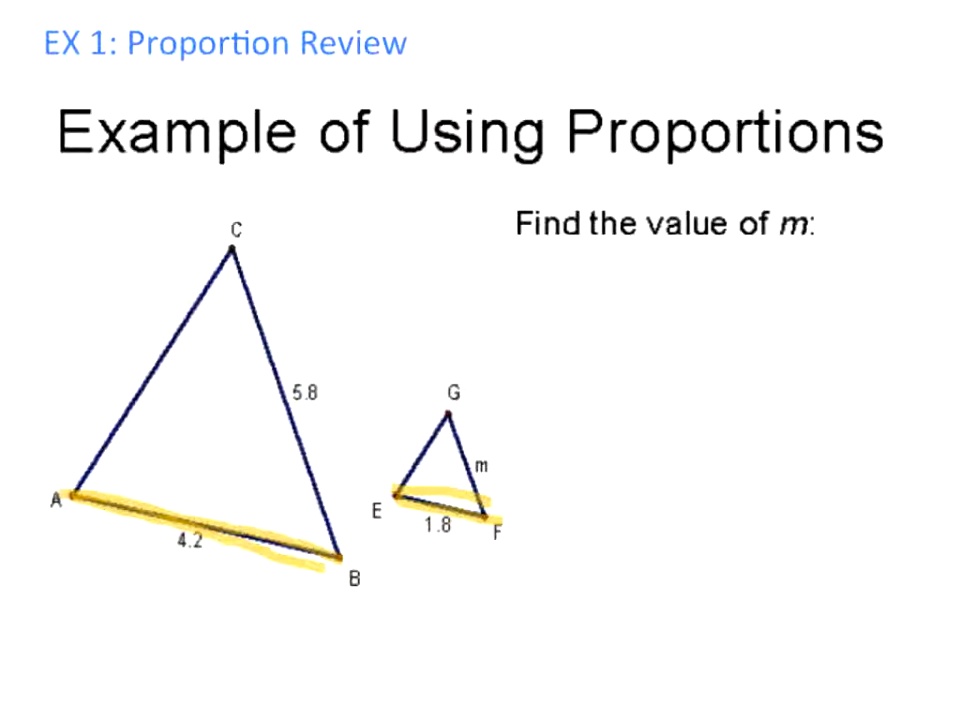 EX 1: Proportion Review
Example of Using Proportions
Find the value of m:
C
5.8
G
m
A
E
1.8
F
4.2
B